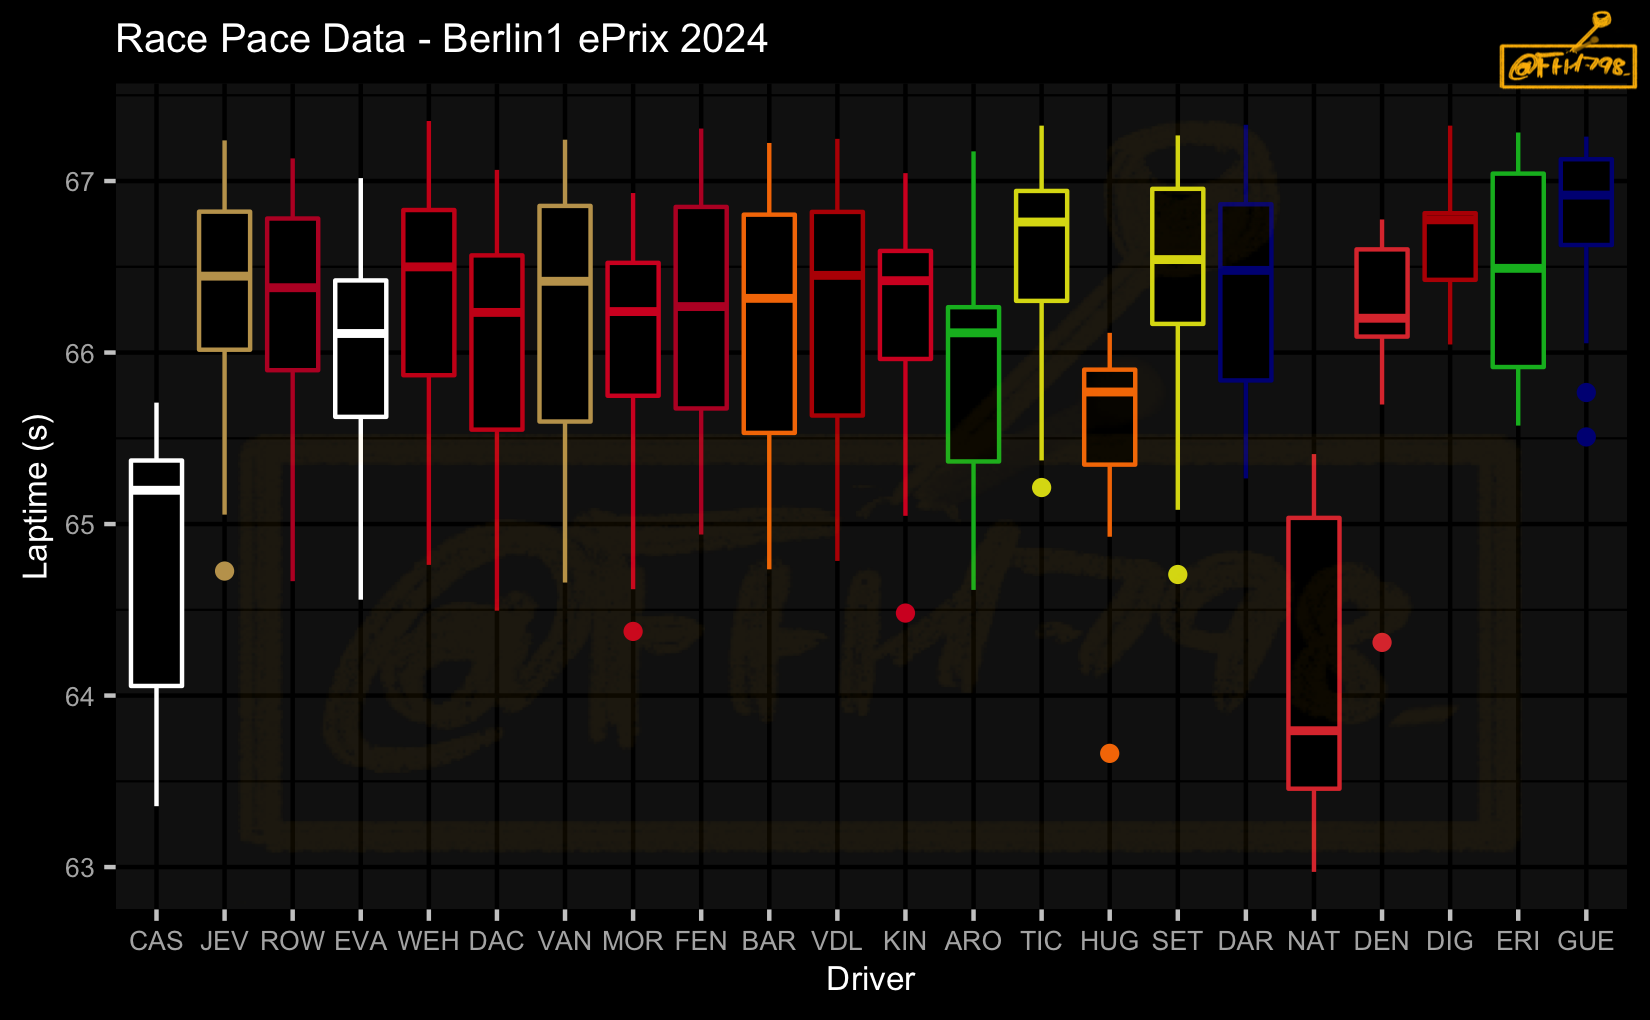 Race Pace Data - Berlin1 ePrix 2024
@FFH798_
67
66
65
64
63
Laptime (s)
CAS JEV ROW EVA WEH DAC VAN MOR FEN BAR VDL KIN ARO TIC HUG SET DAR NAT DEN DIG ERI GUE
Driver